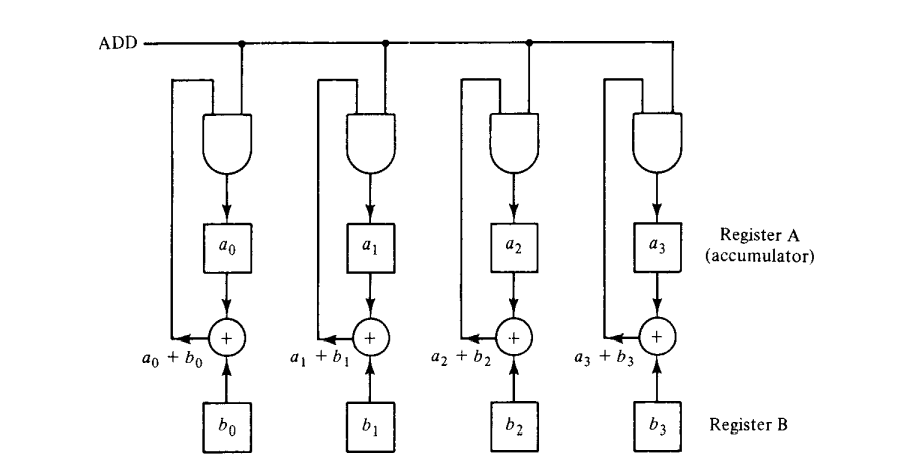 ADD
a0 a1 a2 a3 Register A
(accumulator)
+ + + +
a0 + b0 a1 + b1 a2 + b2 a3 + b3
b0 b1 b2 b3 Register B